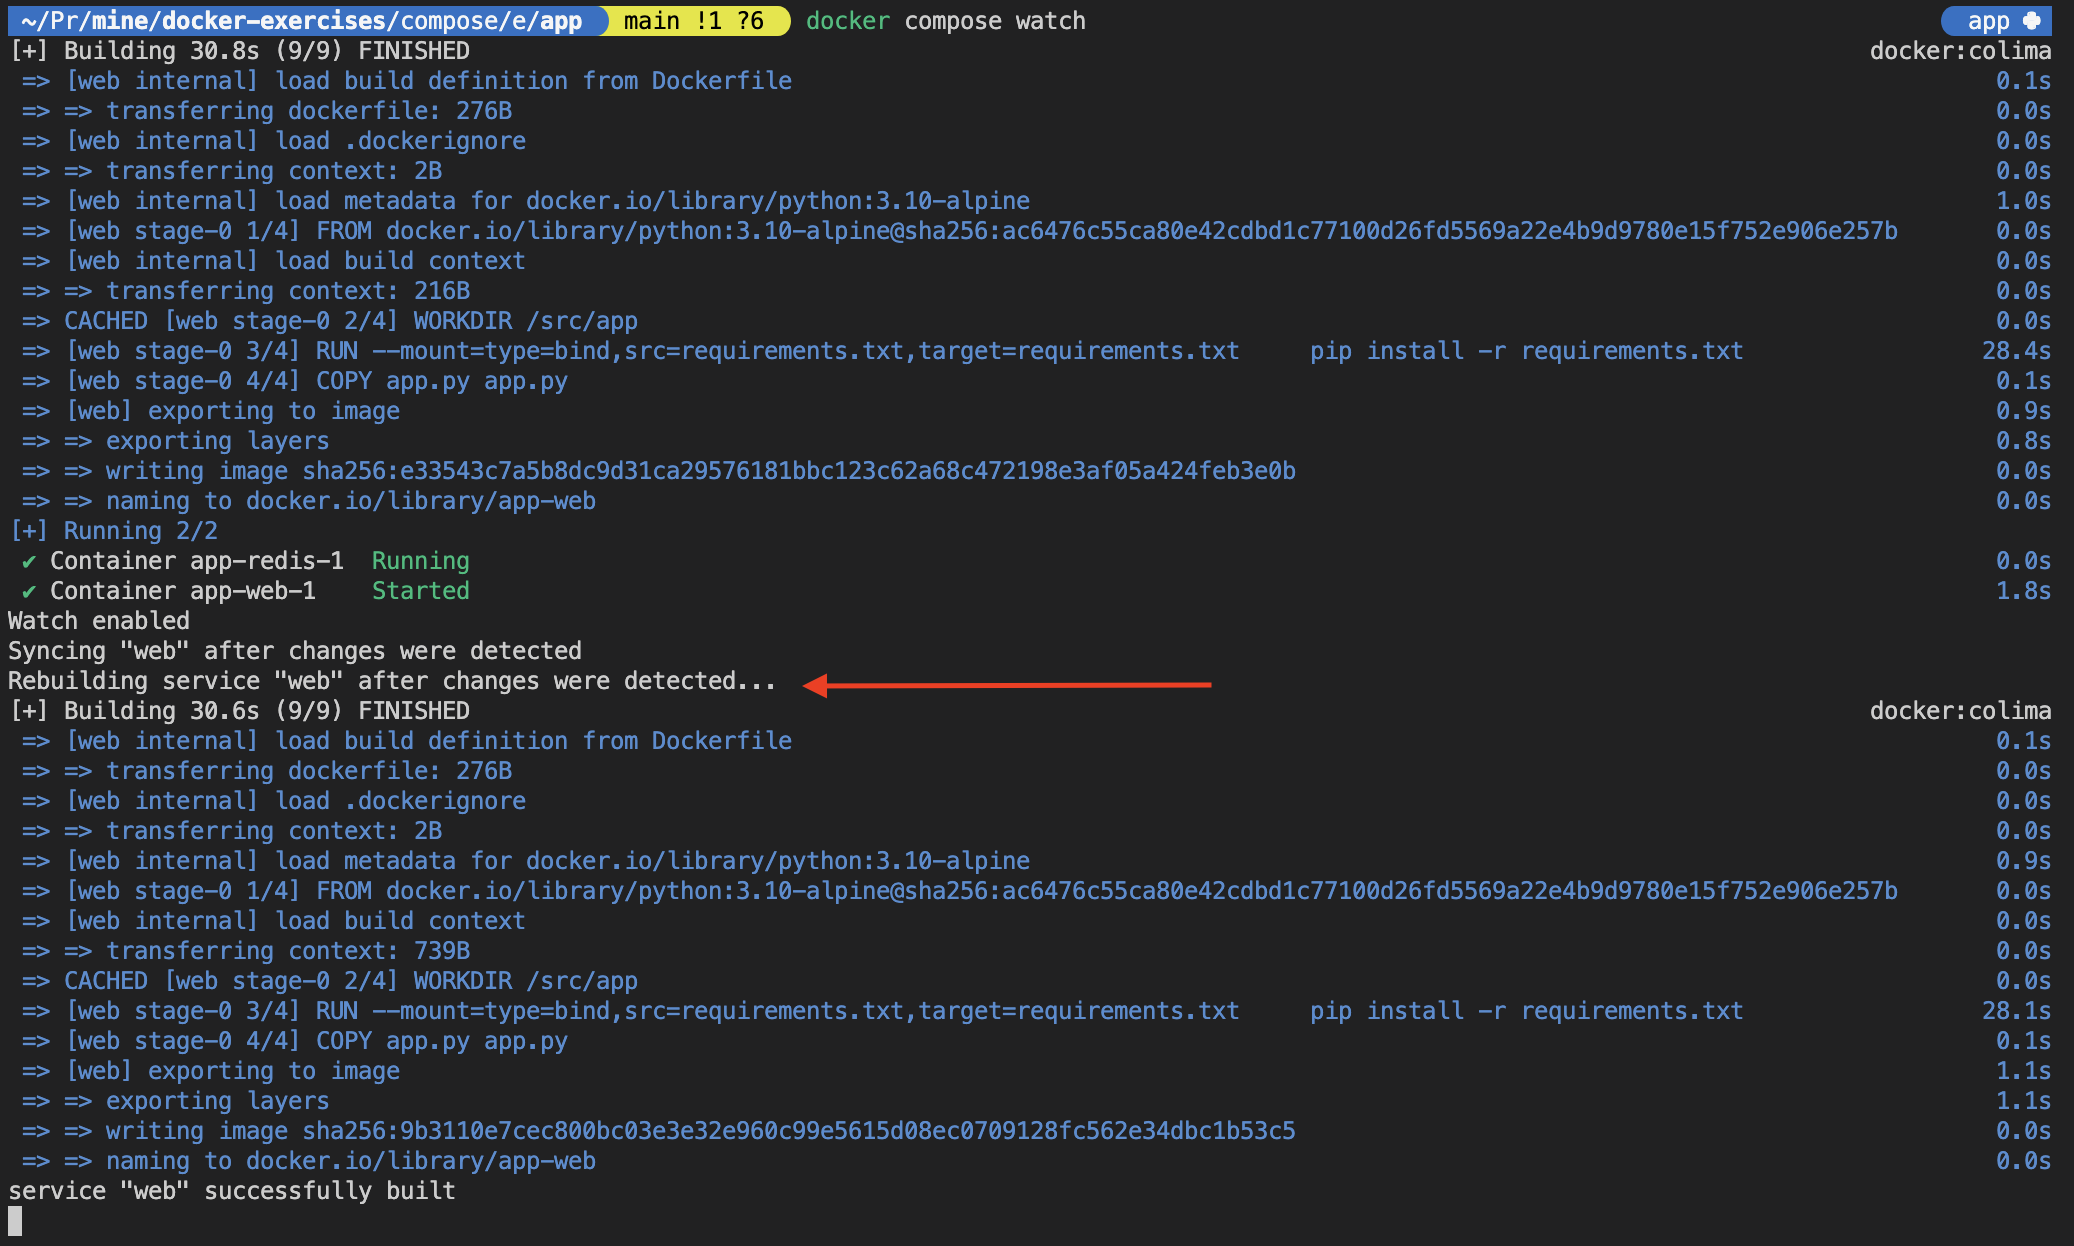 ~/Pr/mine/docker-exercises/compose/e/app main !1 ?6 docker compose watch app
[+] Building 30.8s (9/9) FINISHED docker:colima
=> [web internal] load build definition from Dockerfile 0.1s
=> => transferring dockerfile: 276B 0.0s
=> [web internal] load .dockerignore 0.0s
=> => transferring context: 2B 0.0s
=> [web internal] load metadata for docker.io/library/python:3.10-alpine 1.0s
=> [web stage-0 1/4] FROM docker.io/library/python:3.10-alpine@sha256:ac6476c55ca80e42cdbd1c77100d26fd5569a22e4b9d9780e15f752e906e257b 0.0s
=> [web internal] load build context 0.0s
=> => transferring context: 216B 0.0s
=> CACHED [web stage-0 2/4] WORKDIR /src/app 0.0s
=> [web stage-0 3/4] RUN --mount=type=bind,src=requirements.txt,target=requirements.txt     pip install -r requirements.txt 28.4s
=> [web stage-0 4/4] COPY app.py app.py 0.1s
=> [web] exporting to image 0.9s
=> => exporting layers 0.8s
=> => writing image sha256:e33543c7a5b8dc9d31ca29576181bbc123c62a68c472198e3af05a424feb3e0b 0.0s
=> => naming to docker.io/library/app-web 0.0s
[+] Running 2/2
✔ Container app-redis-1  Running 0.0s
✔ Container app-web-1    Started 1.8s
Watch enabled
Syncing "web" after changes were detected
Rebuilding service "web" after changes were detected...
[+] Building 30.6s (9/9) FINISHED docker:colima
=> [web internal] load build definition from Dockerfile 0.1s
=> => transferring dockerfile: 276B 0.0s
=> [web internal] load .dockerignore 0.0s
=> => transferring context: 2B 0.0s
=> [web internal] load metadata for docker.io/library/python:3.10-alpine 0.9s
=> [web stage-0 1/4] FROM docker.io/library/python:3.10-alpine@sha256:ac6476c55ca80e42cdbd1c77100d26fd5569a22e4b9d9780e15f752e906e257b 0.0s
=> [web internal] load build context 0.0s
=> => transferring context: 739B 0.0s
=> CACHED [web stage-0 2/4] WORKDIR /src/app 0.0s
=> [web stage-0 3/4] RUN --mount=type=bind,src=requirements.txt,target=requirements.txt     pip install -r requirements.txt 28.1s
=> [web stage-0 4/4] COPY app.py app.py 0.1s
=> [web] exporting to image 1.1s
=> => exporting layers 1.1s
=> => writing image sha256:9b3110e7cec800bc03e3e32e960c99e5615d08ec0709128fc562e34dbc1b53c5 0.0s
=> => naming to docker.io/library/app-web 0.0s
service "web" successfully built